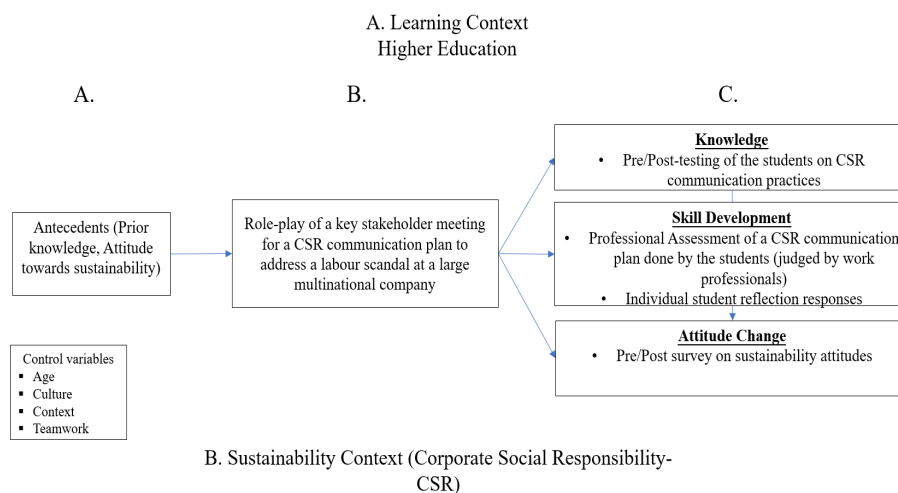 A. Learning Context
Higher Education
A.
B.
C.
Knowledge
• Pre/Post-testing of the students on CSR
communication practices
Antecedents (Prior
knowledge, Attitude
towards sustainability)
Role-play of a key stakeholder meeting
for a CSR communication plan to
address a labour scandal at a large
multinational company
Skill Development
• Professional Assessment of a CSR communication
plan done by the students (judged by work
professionals)
• Individual student reflection responses
Attitude Change
• Pre/Post survey on sustainability attitudes
Control variables
▪ Age
▪ Culture
▪ Context
▪ Teamwork
B. Sustainability Context (Corporate Social Responsibility-
CSR)